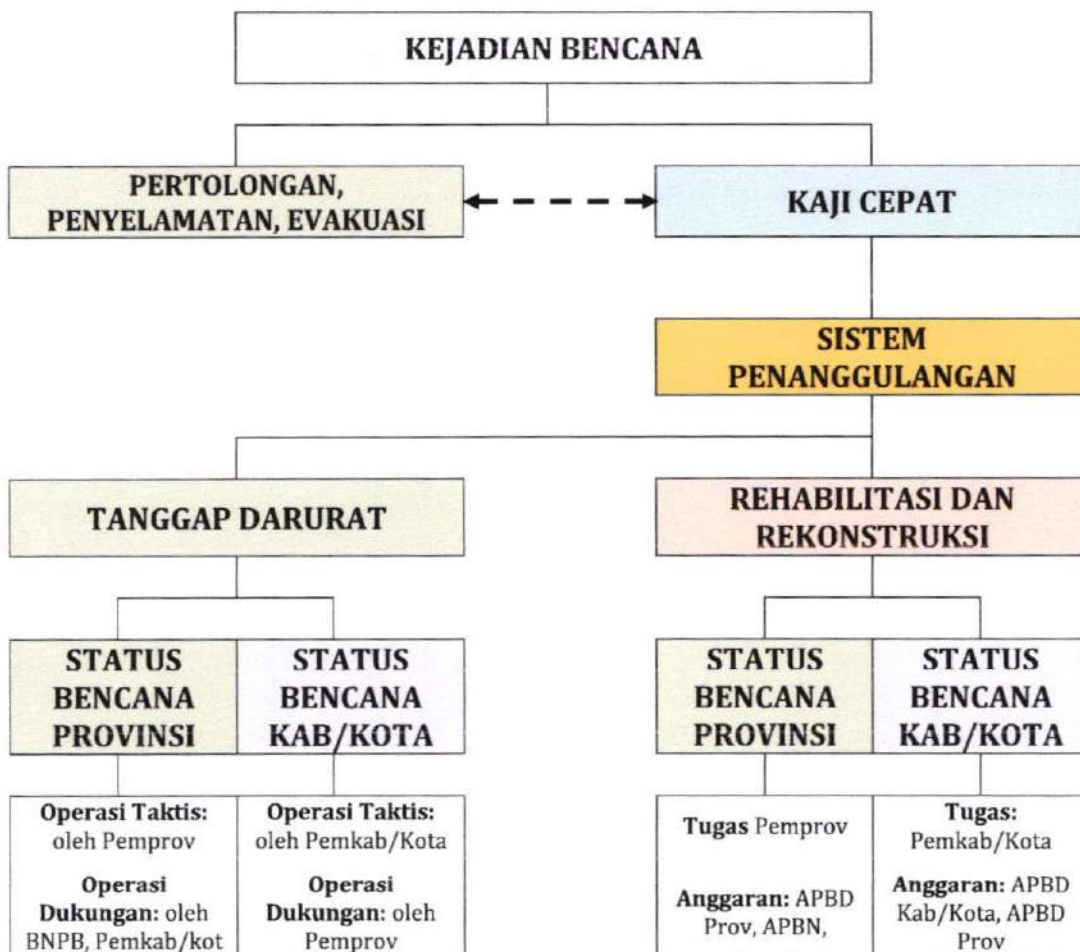 KEJADIAN BENCANA
PERTOLONGAN,
PENYELAMATAN, EVAKUASI
KAJI CEPAT
SISTEM
PENANGGULANGAN
TANGGAP DARURAT
REHABILITASI DAN
REKONSTRUKSI
STATUS
BENCANA
PROVINSI
STATUS
BENCANA
KAB/KOTA
STATUS
BENCANA
PROVINSI
STATUS
BENCANA
KAB/KOTA
Operasi Taktis:
oleh Pemprov
Operasi
Dukungan: oleh
BNPB, Pemkab/kot
Operasi Taktis:
oleh Pemkab/Kota
Operasi
Dukungan: oleh
Pemprov
Tugas Pemprov
Anggaran: APBD
Prov, APBN,
Tugas:
Pemkab/Kota
Anggaran: APBD
Kab/Kota, APBD
Prov